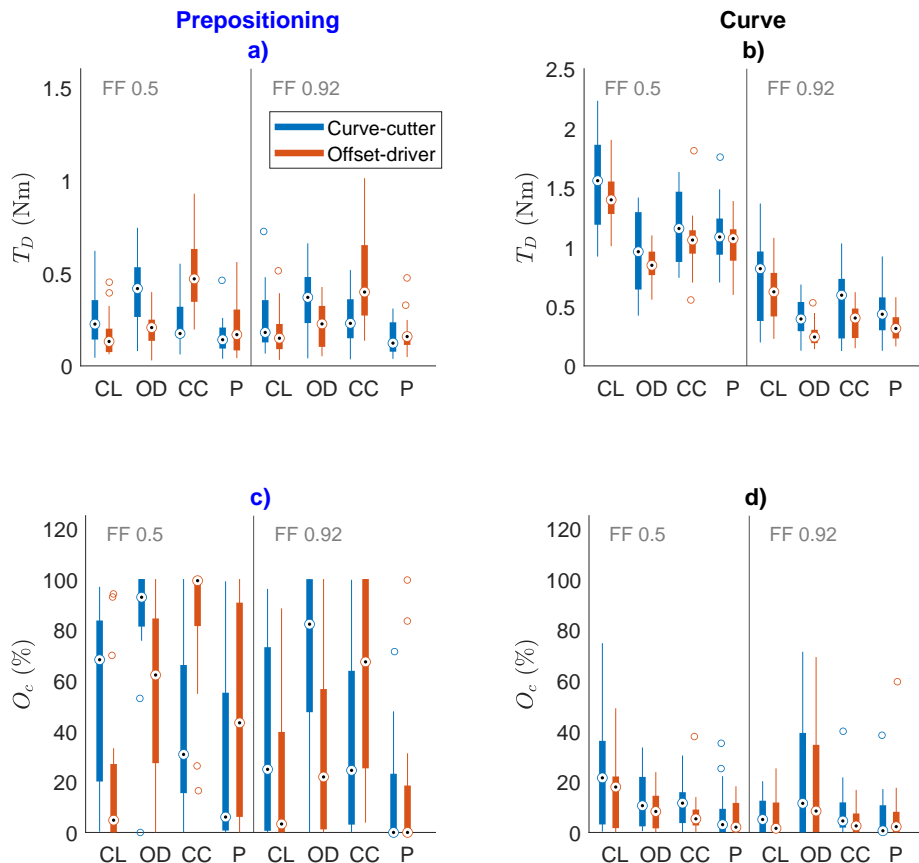 Prepositioning
a)
Curve
b)
FF 0.5
FF 0.92
Curve-cutter
Offset-driver
1.5
1
0.5
0
T_D (Nm)
CL OD CC P CL OD CC P
FF 0.5
FF 0.92
2.5
2
1.5
1
0.5
0
T_D (Nm)
CL OD CC P CL OD CC P
c)
FF 0.5
FF 0.92
120
100
80
60
40
20
0
O_c (%)
CL OD CC P CL OD CC P
d)
FF 0.5
FF 0.92
120
100
80
60
40
20
0
O_c (%)
CL OD CC P CL OD CC P